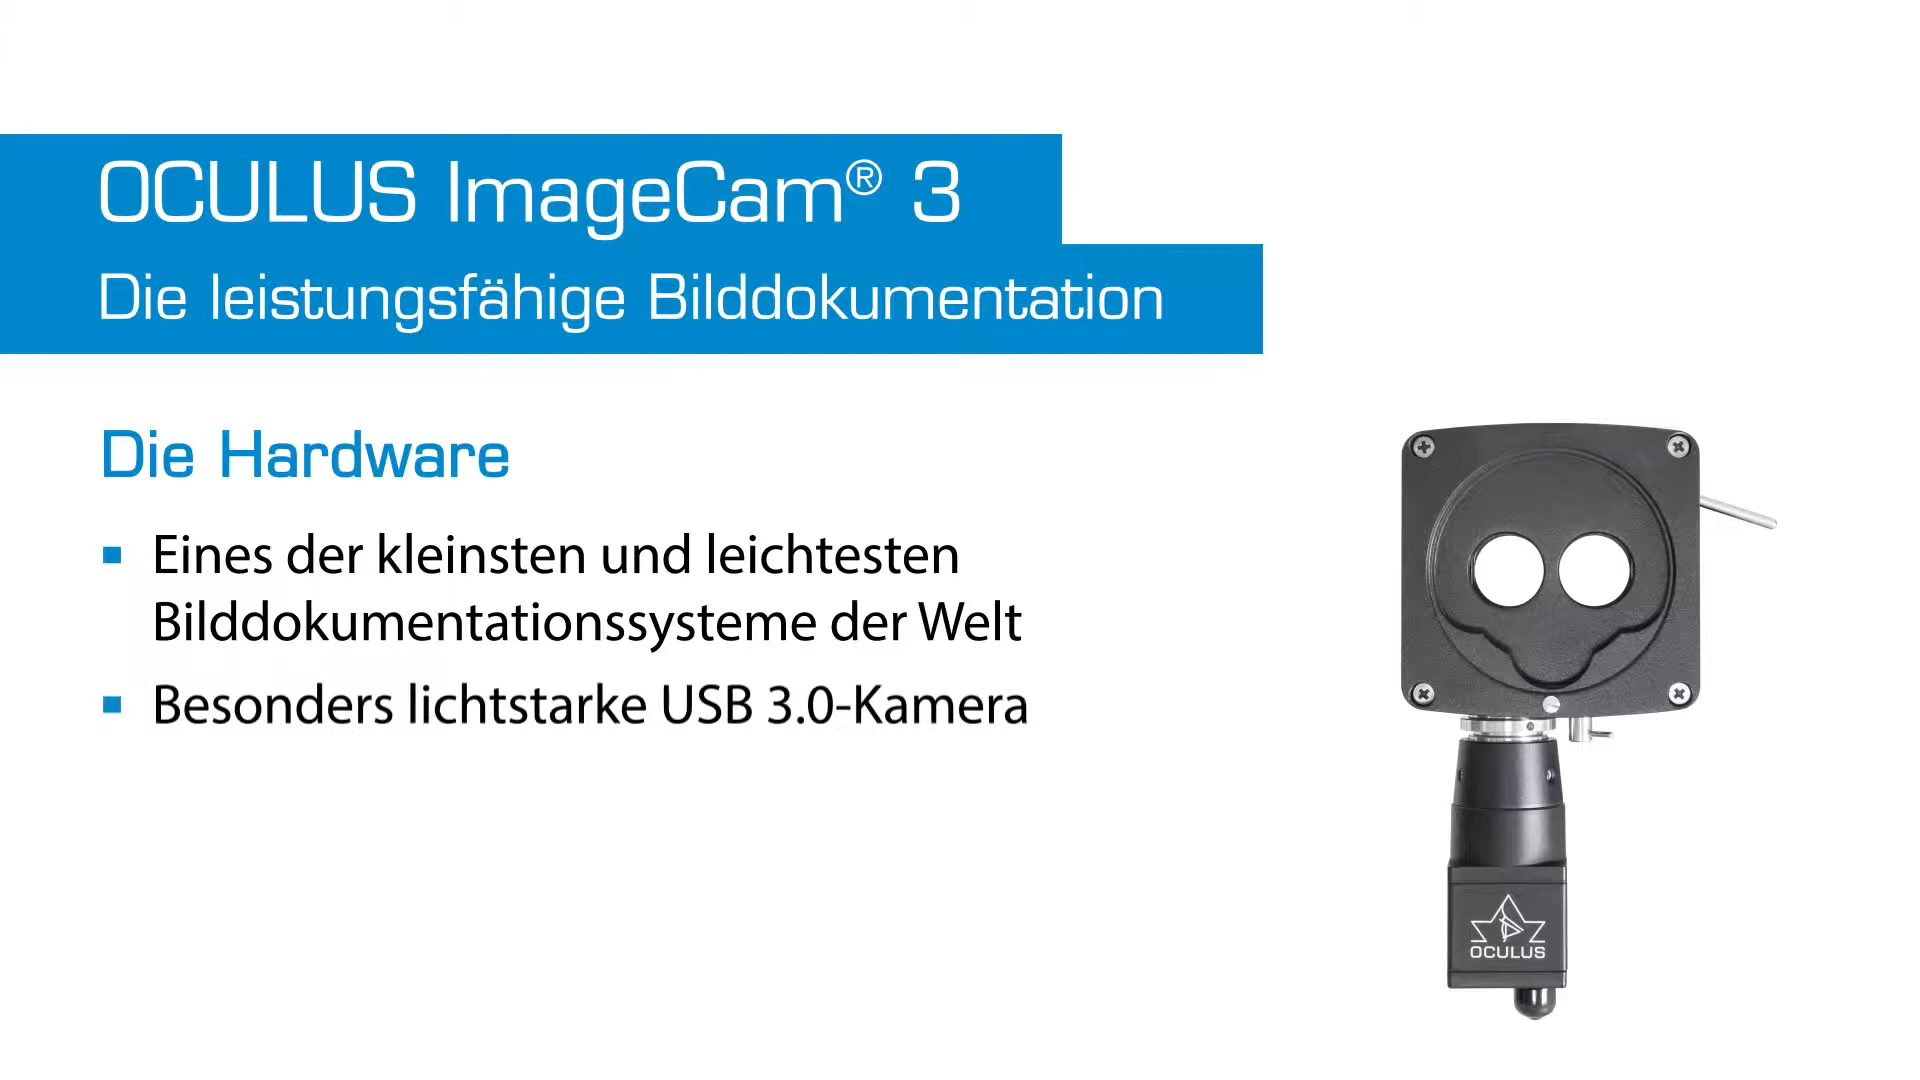 OCULUS ImageCam® 3
Die leistungsfähige Bilddokumentation
Die Hardware
Eines der kleinsten und leichtesten
Bilddokumentationssysteme der Welt
Besonders lichtstarke USB 3.0-Kamera
OCULUS